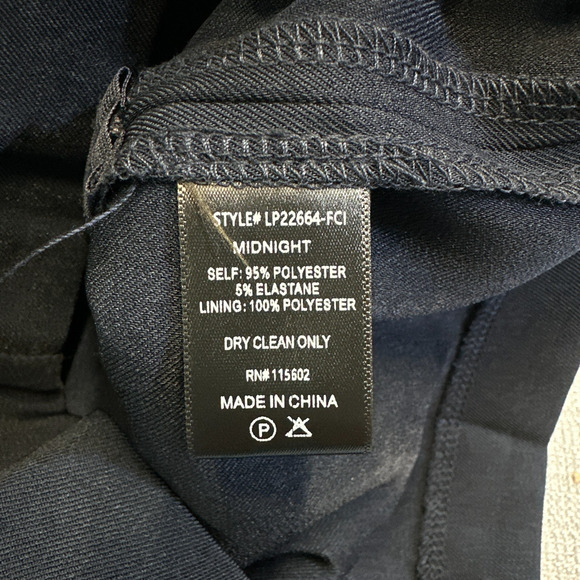 STYLE# LP22664-FCI
MIDNIGHT
SELF: 95% POLYESTER
5% ELASTANE
LINING: 100% POLYESTER
DRY CLEAN ONLY
RN# 115602
MADE IN CHINA
P